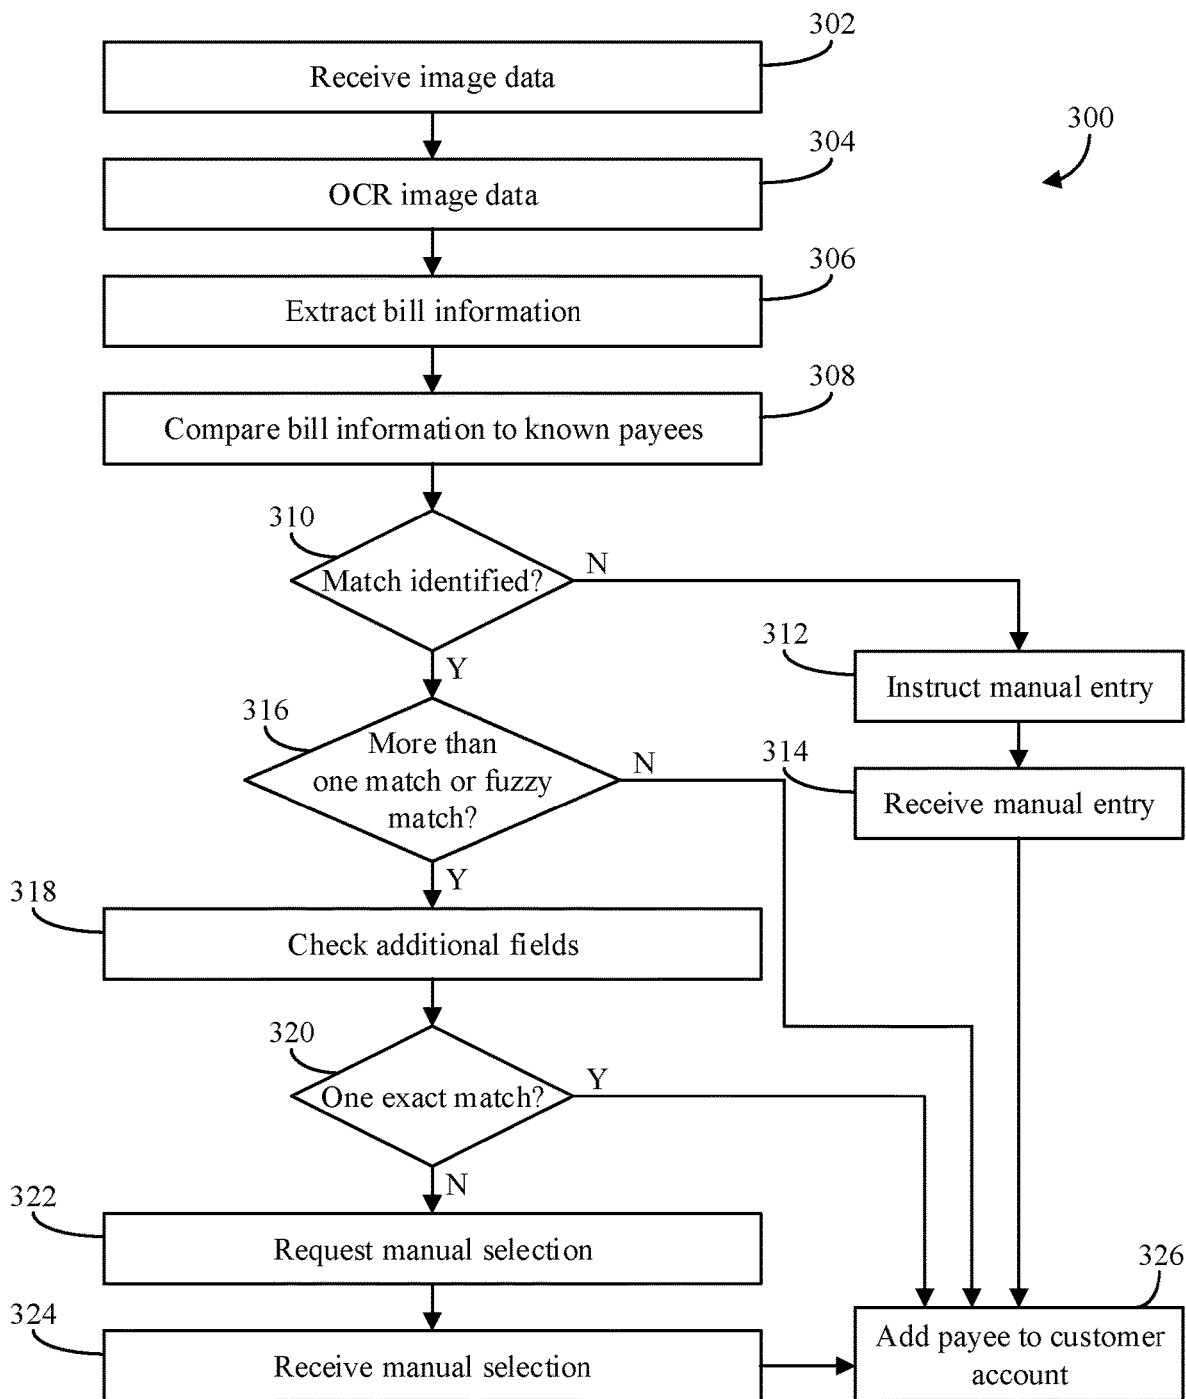 302
Receive image data
300
304
OCR image data
306
Extract bill information
308
Compare bill information to known payees
310
Match identified?
N
Y
312
Instruct manual entry
316
More than
one match or fuzzy
match?
N
Y
314
Receive manual entry
318
Check additional fields
320
One exact match?
Y
N
322
Request manual selection
324
Receive manual selection
326
Add payee to customer
account